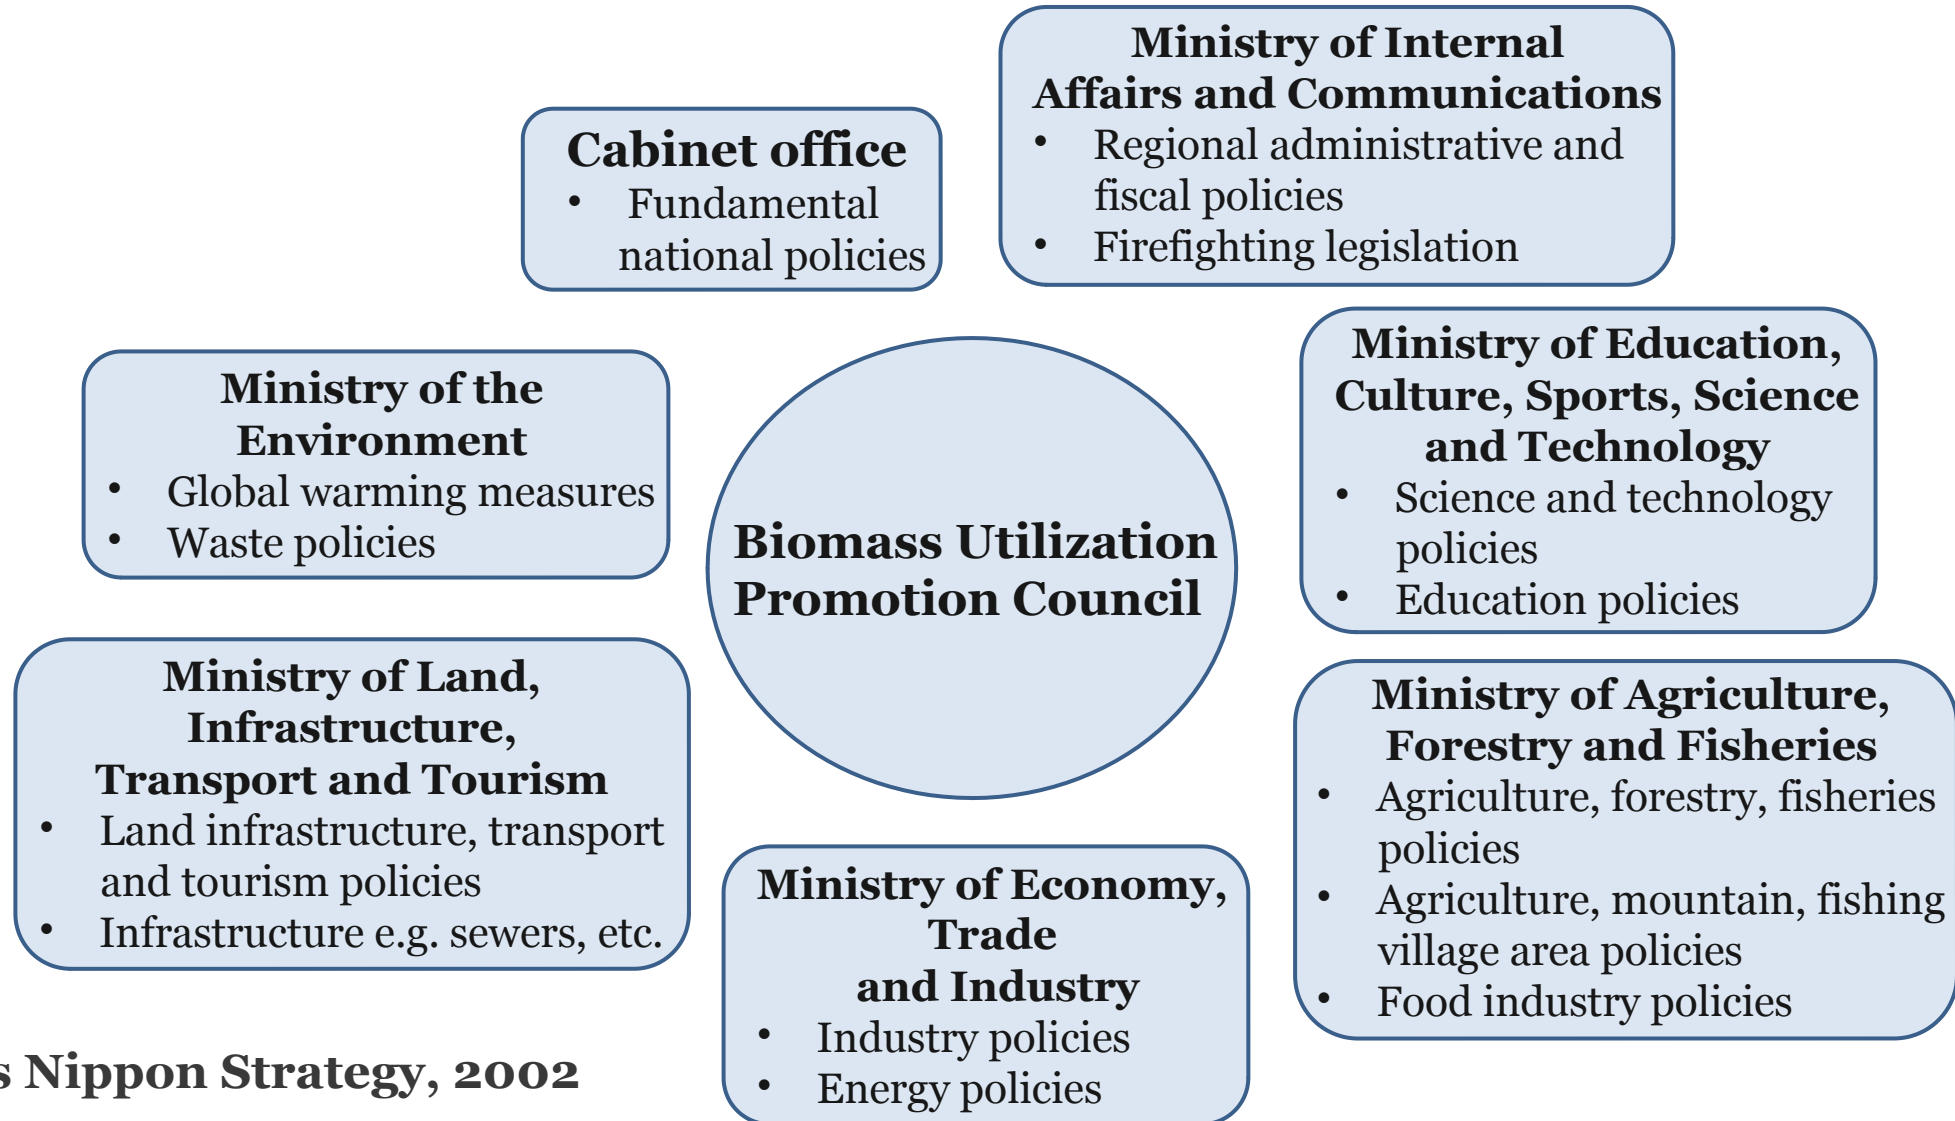 Ministry of Internal
Affairs and Communications
• Regional administrative and
fiscal policies
• Firefighting legislation
Cabinet office
• Fundamental
national policies
Ministry of Education,
Culture, Sports, Science
and Technology
• Science and technology
policies
• Education policies
Ministry of the
Environment
• Global warming measures
• Waste policies
Biomass Utilization
Promotion Council
Ministry of Land,
Infrastructure,
Transport and Tourism
• Land infrastructure, transport
and tourism policies
• Infrastructure e.g. sewers, etc.
Ministry of Agriculture,
Forestry and Fisheries
• Agriculture, forestry, fisheries
policies
• Agriculture, mountain, fishing
village area policies
• Food industry policies
Ministry of Economy,
Trade
and Industry
• Industry policies
• Energy policies
s Nippon Strategy, 2002